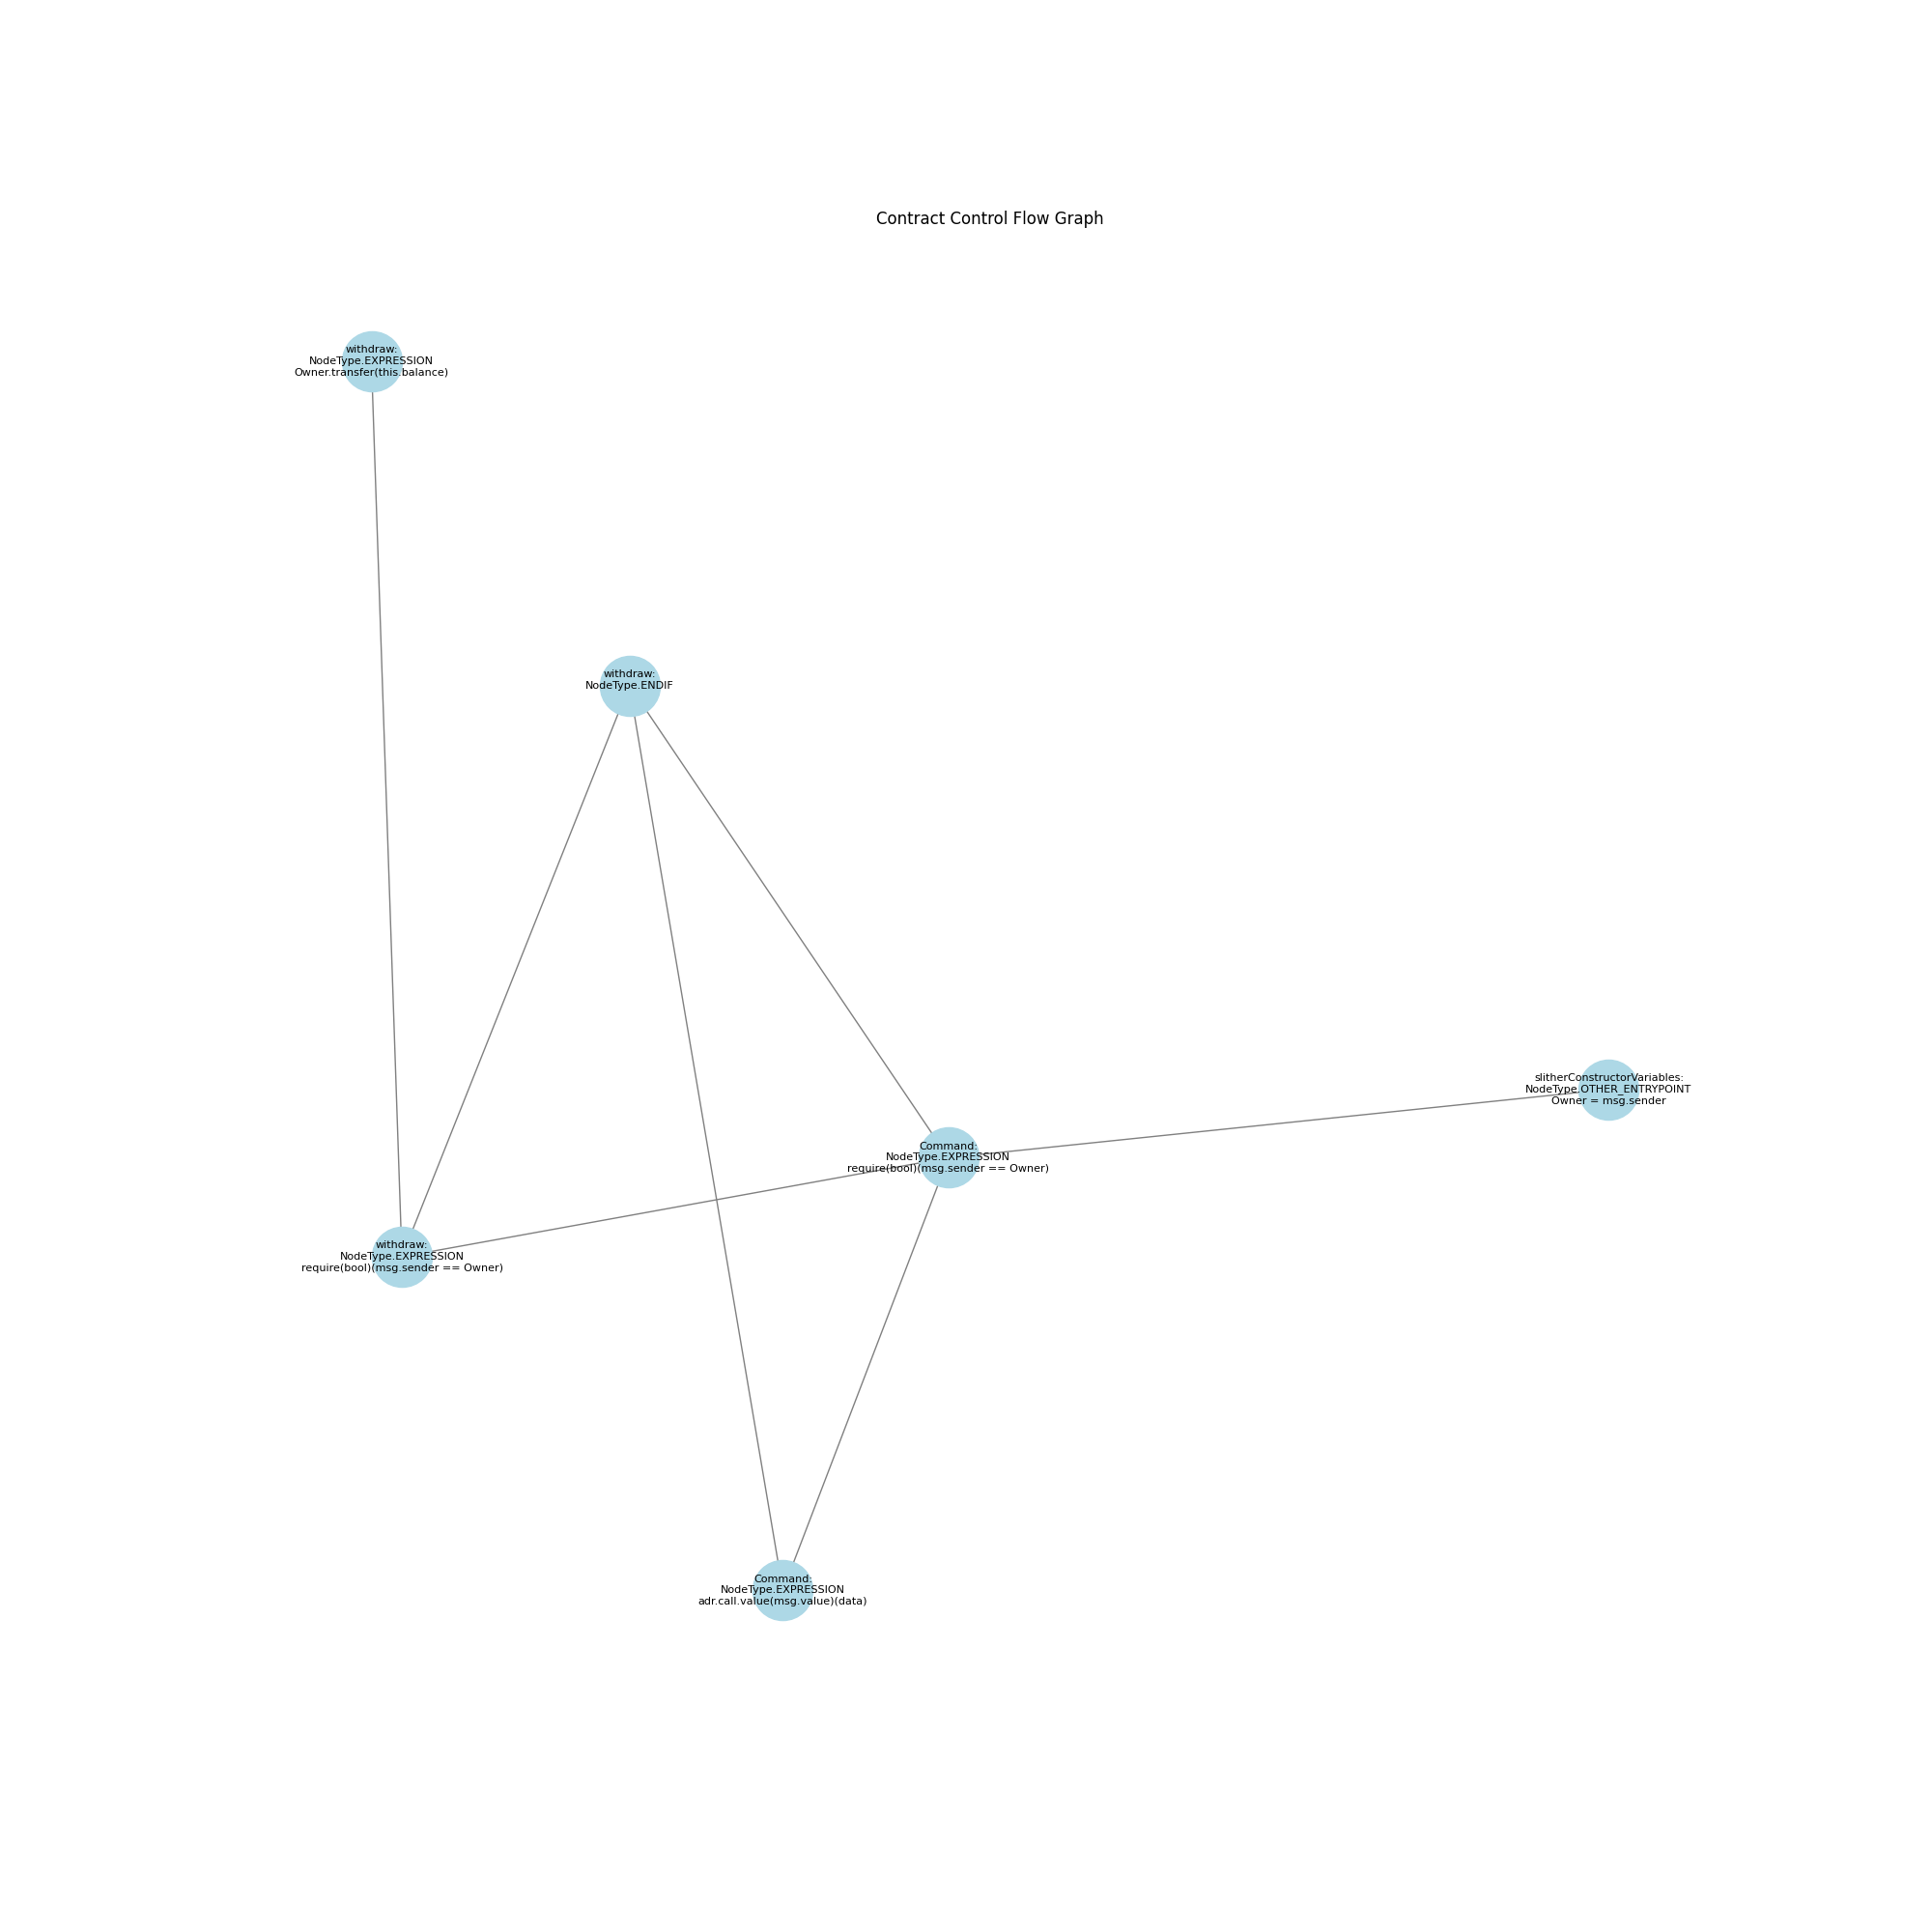 Contract Control Flow Graph
withdraw:
NodeType.EXPRESSION
Owner.transfer(this.balance)
withdraw:
NodeType.ENDIF
slitherConstructorVariables:
NodeType.OTHER_ENTRYPOINT
Owner = msg.sender
Command:
NodeType.EXPRESSION
require(bool)(msg.sender == Owner)
withdraw:
NodeType.EXPRESSION
require(bool)(msg.sender == Owner)
Command:
NodeType.EXPRESSION
adr.call.value(msg.value)(data)